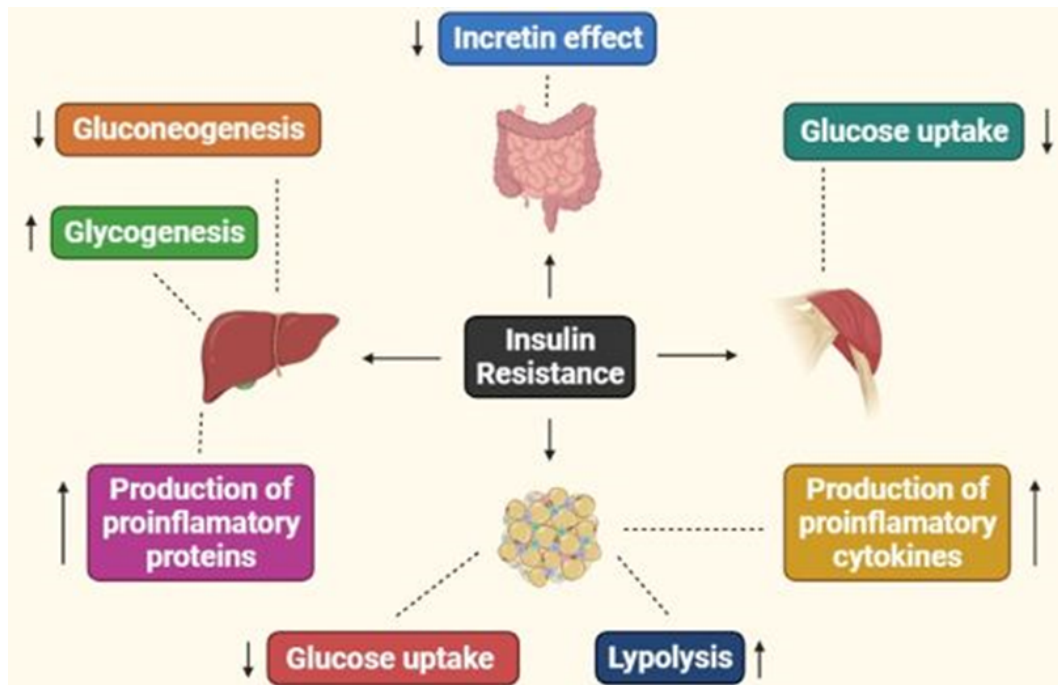 ↓ Incretin effect
↓ Gluconeogenesis
Glucose uptake ↓
↑ Glycogenesis
Insulin
Resistance
↑ Production of
proinflamatory
proteins
Production of ↑
proinflamatory
cytokines
↓ Glucose uptake
Lypolysis ↑